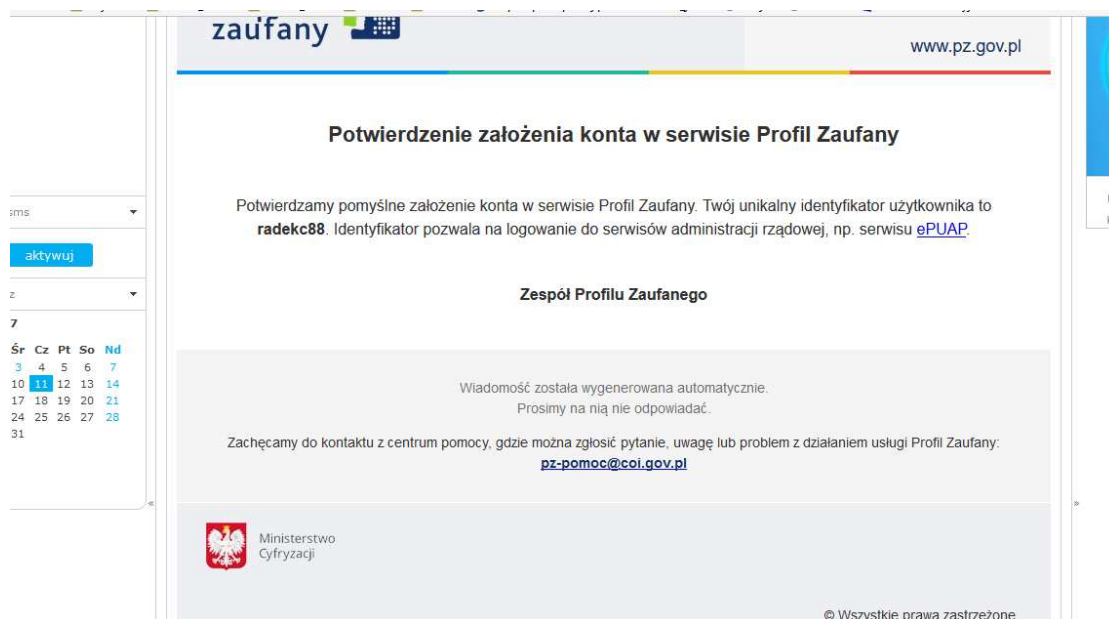 zaufany
www.pz.gov.pl
Potwierdzenie założenia konta w serwisie Profil Zaufany
Potwierdzamy pomyślne założenie konta w serwisie Profil Zaufany. Twój unikalny identyfikator użytkownika to
radekc88. Identyfikator pozwala na logowanie do serwisów administracji rządowej, np. serwisu ePUAP.
Zespół Profilu Zaufanego
Wiadomość została wygenerowana automatycznie.
Prosimy na nią nie odpowiadać.
Zachęcamy do kontaktu z centrum pomocy, gdzie można zgłosić pytanie, uwagę lub problem z działaniem usługi Profil Zaufany:
pz-pomoc@coi.gov.pl
Ministerstwo
Cyfryzacji
© Wszystkie prawa zastrzeżone
sms
aktywuj
z
7
Śr Cz Pt So Nd
3 4 5 6 7
10 11 12 13 14
17 18 19 20 21
24 25 26 27 28
31
«
»